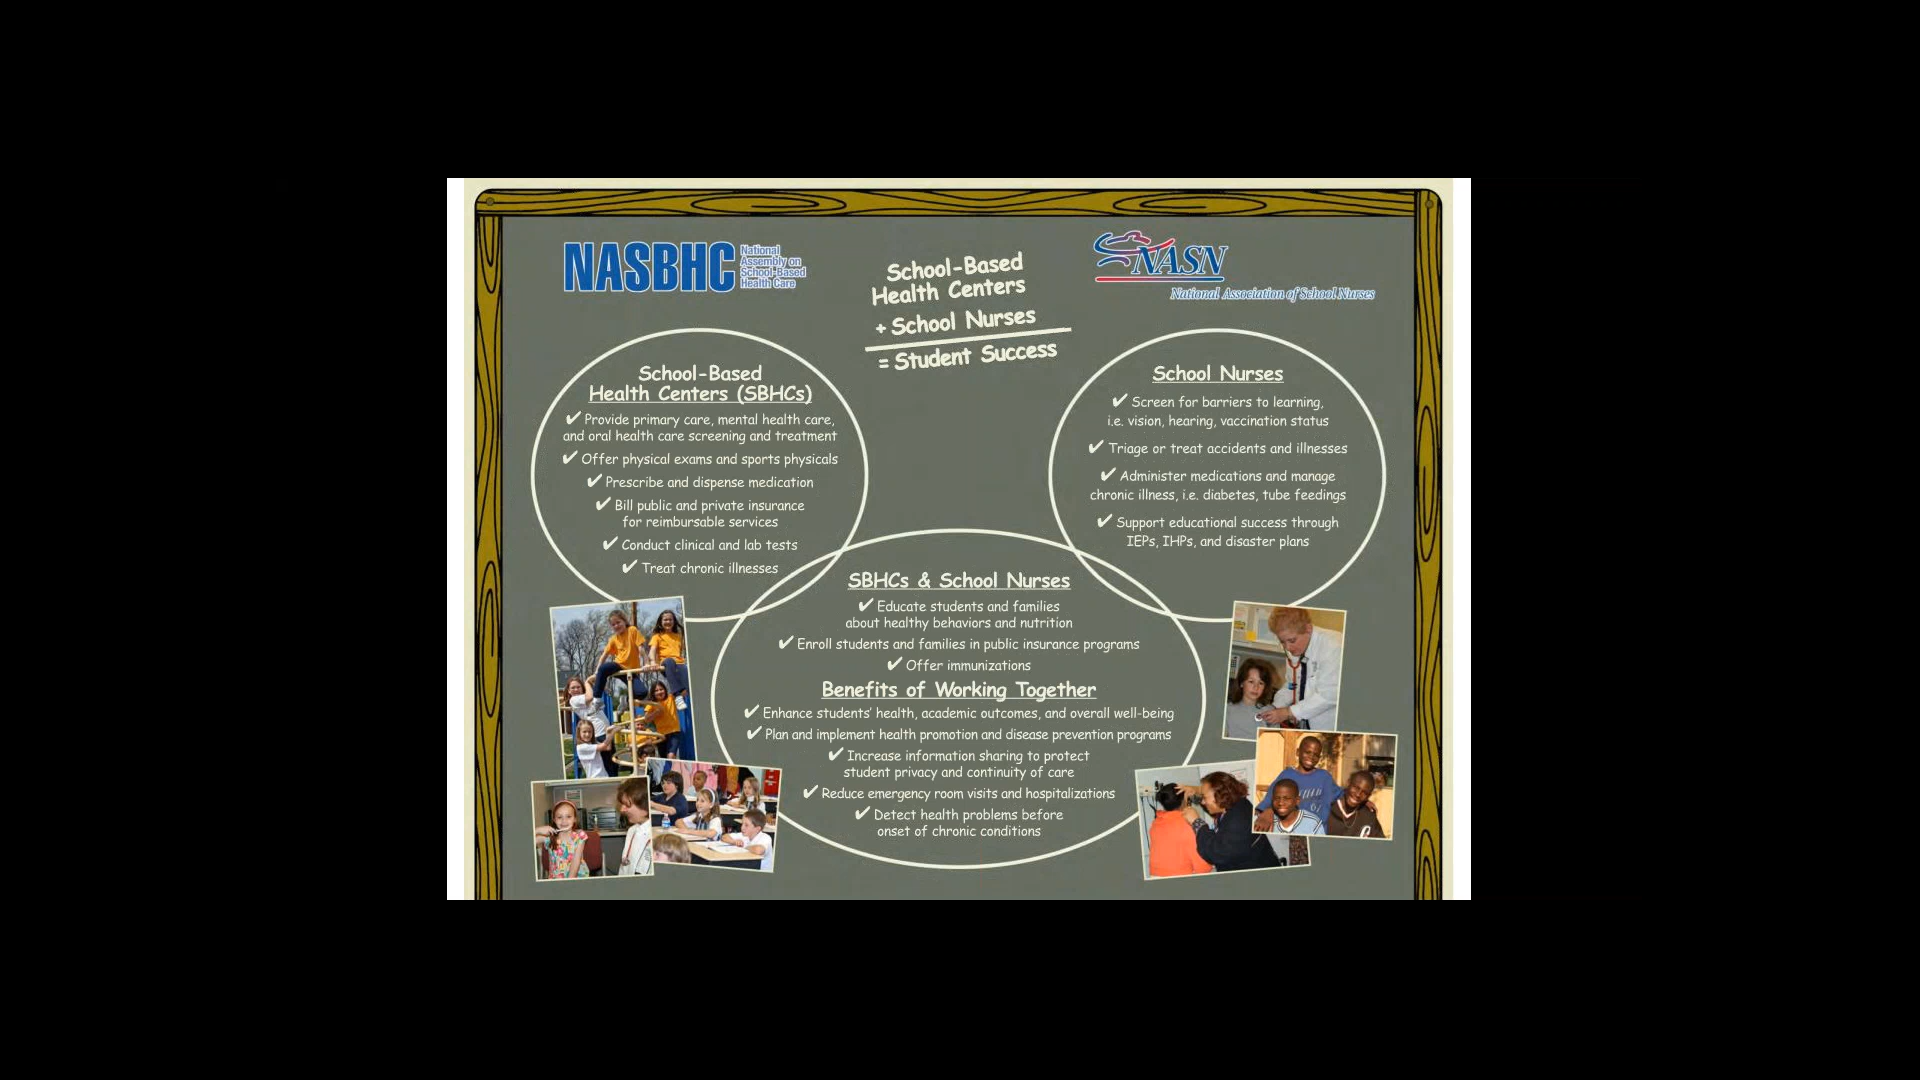 NASBHC
National
Assembly on
School-Based
Health Care
School-Based
Health Centers
+ School Nurses
= Student Success
NASN
National Association of School Nurses
School-Based
Health Centers (SBHCs)
✔ Provide primary care, mental health care,
and oral health care screening and treatment
✔ Offer physical exams and sports physicals
✔ Prescribe and dispense medication
✔ Bill public and private insurance
for reimbursable services
✔ Conduct clinical and lab tests
✔ Treat chronic illnesses
School Nurses
✔ Screen for barriers to learning,
i.e. vision, hearing, vaccination status
✔ Triage or treat accidents and illnesses
✔ Administer medications and manage
chronic illness, i.e. diabetes, tube feedings
✔ Support educational success through
IEPs, IHPs, and disaster plans
SBHCs & School Nurses
✔ Educate students and families
about healthy behaviors and nutrition
✔ Enroll students and families in public insurance programs
✔ Offer immunizations
Benefits of Working Together
✔ Enhance students' health, academic outcomes, and overall well-being
✔ Plan and implement health promotion and disease prevention programs
✔ Increase information sharing to protect
student privacy and continuity of care
✔ Reduce emergency room visits and hospitalizations
✔ Detect health problems before
onset of chronic conditions